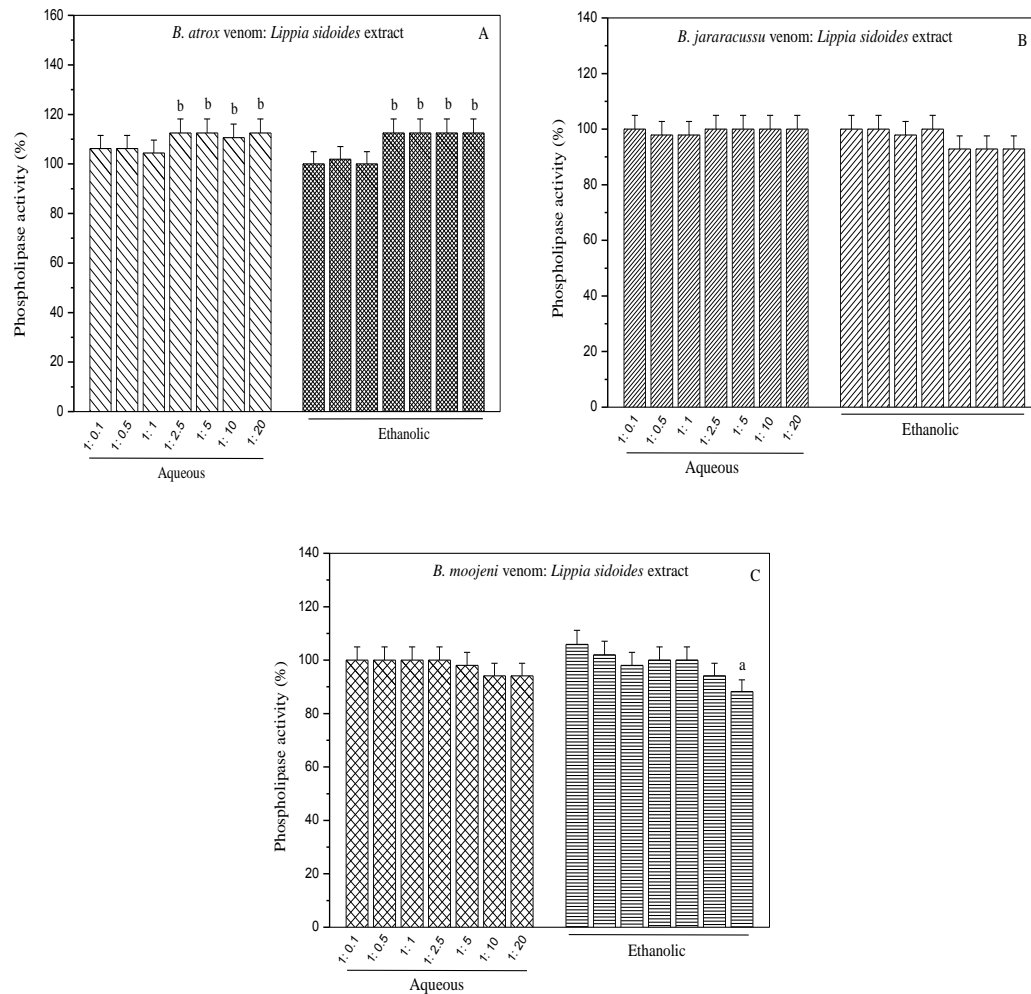 B. atrox venom: Lippia sidoides extract
A
Phospholipase activity (%)
160
140
120
100
80
60
40
20
0
b b b b
b b b b
1: 0.1 1: 0.5 1: 1 1: 2.5 1: 5 1: 10 1: 20
Aqueous
Ethanolic
B. jararacussu venom: Lippia sidoides extract
B
Phospholipase activity (%)
140
120
100
80
60
40
20
0
1: 0.1 1: 0.5 1: 1 1: 2.5 1: 5 1: 10 1: 20
Aqueous
Ethanolic
B. moojeni venom: Lippia sidoides extract
C
Phospholipase activity (%)
140
120
100
80
60
40
20
0
a
1: 0.1 1: 0.5 1: 1 1: 2.5 1: 5 1: 10 1: 20
Aqueous
Ethanolic